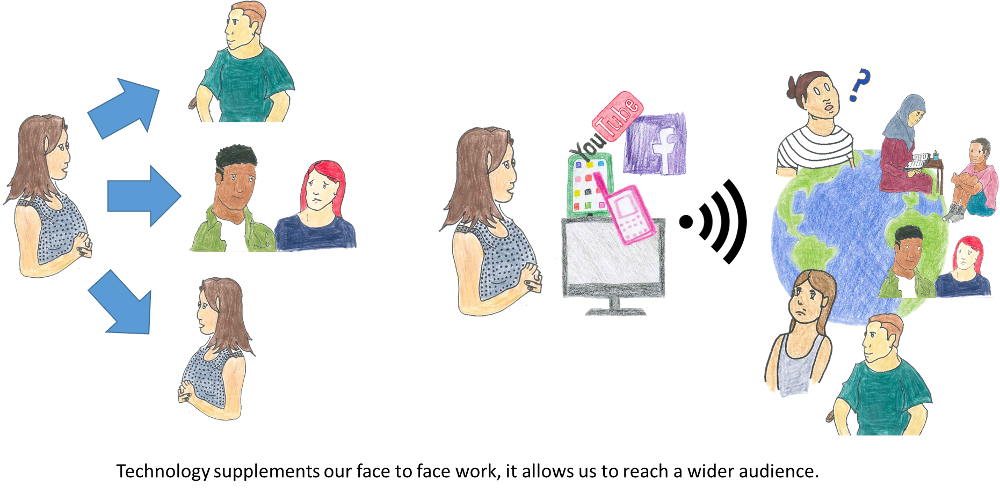 YouTube
f
?
Technology supplements our face to face work, it allows us to reach a wider audience.